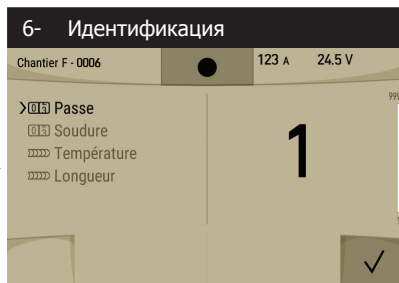 6- Идентификация
Chantier F - 0006
123 A 24.5 V
Passe
Soudure
Température
Longueur
1